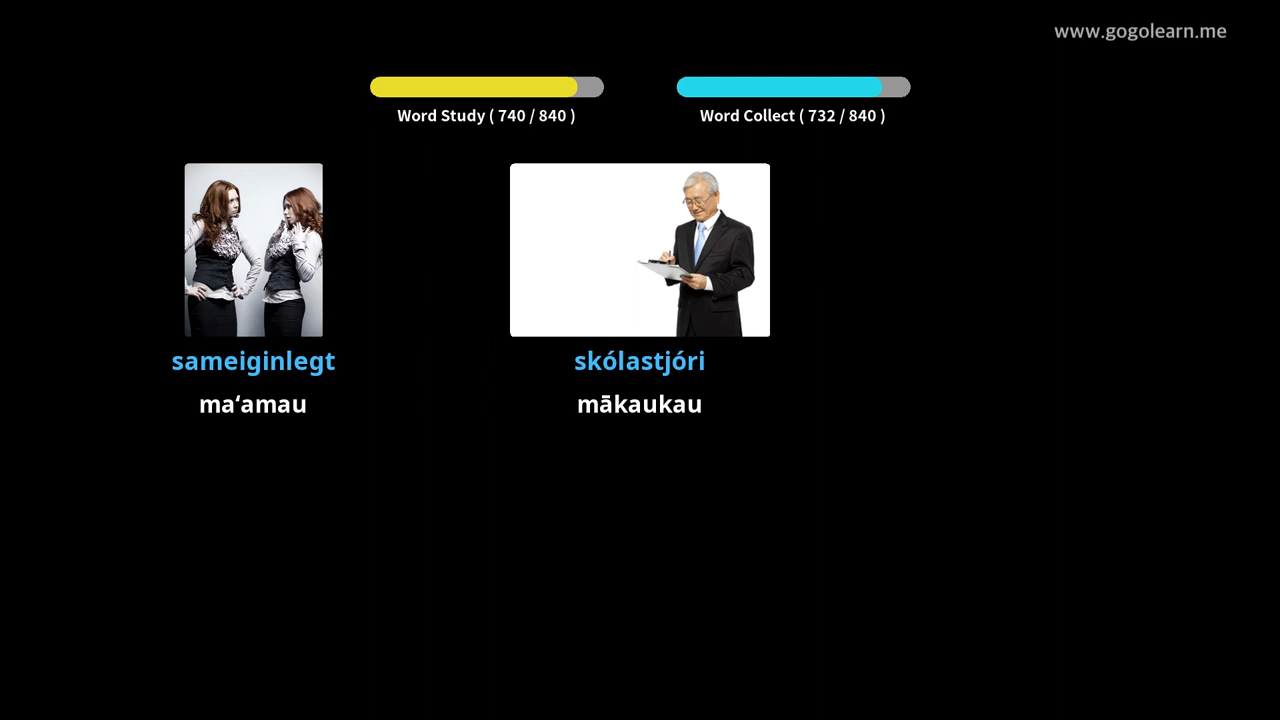 www.gogolearn.me
Word Study ( 740 / 840 )
Word Collect ( 732 / 840 )
sameiginlegt
skólastjóri
maʻamau
mākaukau